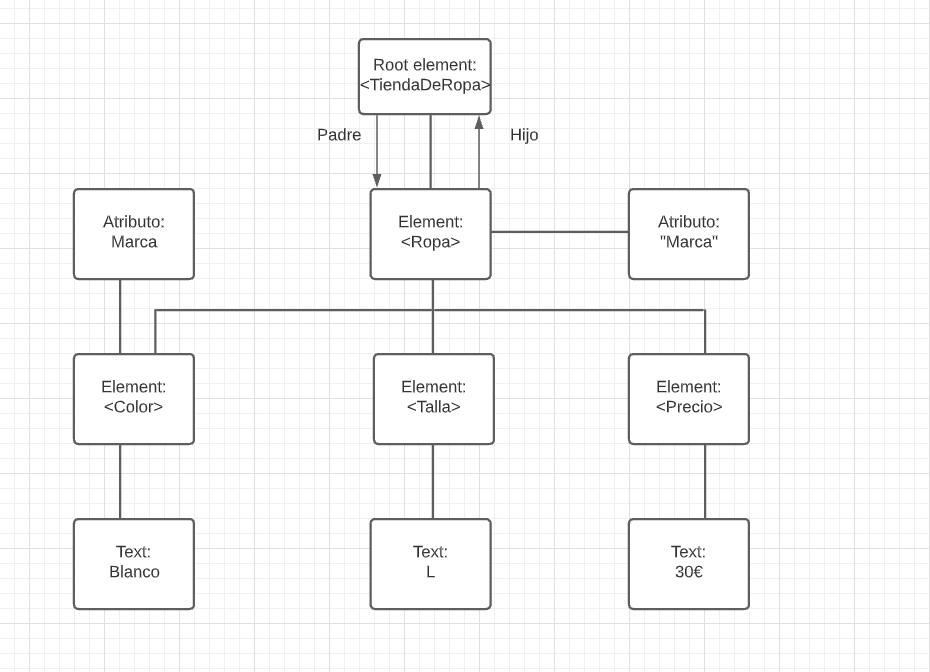 Root element:
<TiendaDeRopa>
Padre
Hijo
Atributo:
Marca
Element:
<Ropa>
Atributo:
"Marca"
Element:
<Color>
Element:
<Talla>
Element:
<Precio>
Text:
Blanco
Text:
L
Text:
30€